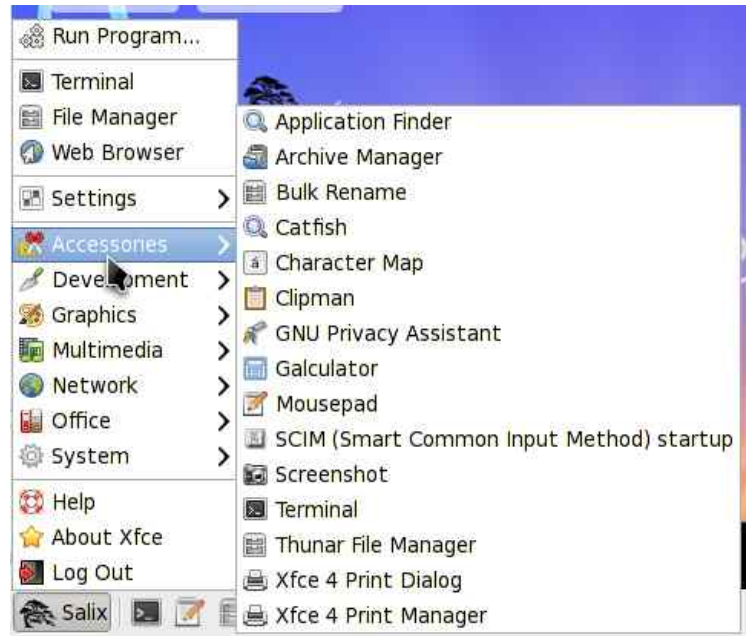 Run Program...
Terminal
File Manager
Web Browser
Settings
Accessories
Development
Graphics
Multimedia
Network
Office
System
Help
About Xfce
Log Out
Salix
Application Finder
Archive Manager
Bulk Rename
Catfish
Character Map
Clipman
GNU Privacy Assistant
Galculator
Mousepad
SCIM (Smart Common Input Method) startup
Screenshot
Terminal
Thunar File Manager
Xfce 4 Print Dialog
Xfce 4 Print Manager